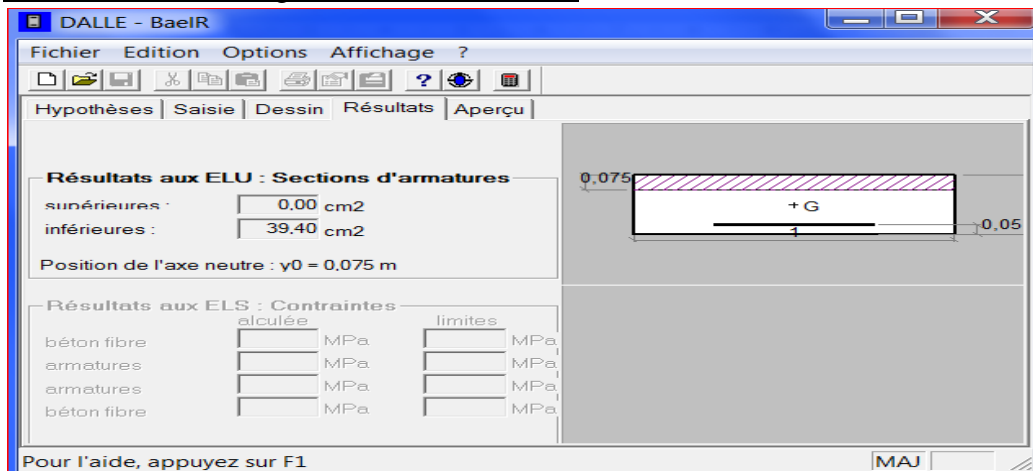 DALLE - BaelR
Fichier Edition Options Affichage ?
Hypothèses Saisie Dessin Résultats Aperçu
Résultats aux ELU : Sections d'armatures
supérieures : 0,00 cm2
inférieures : 39,40 cm2
Position de l'axe neutre : y0 = 0,075 m
Résultats aux ELS : Contraintes
alculée limites
béton fibre MPa MPa
armatures MPa MPa
armatures MPa MPa
béton fibre MPa MPa
0,075
+ G
0,05
1
Pour l'aide, appuyez sur F1
MAJ